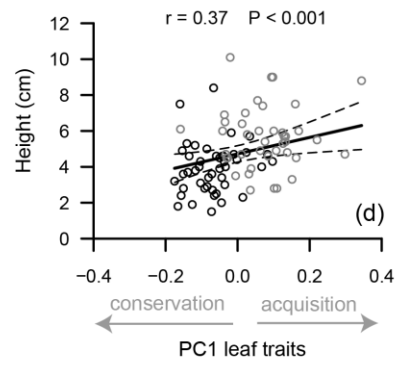 r = 0.37 P < 0.001
12
10
8
6
4
2
0
Height (cm)
(d)
−0.4 −0.2 0.0 0.2 0.4
conservation acquisition
PC1 leaf traits